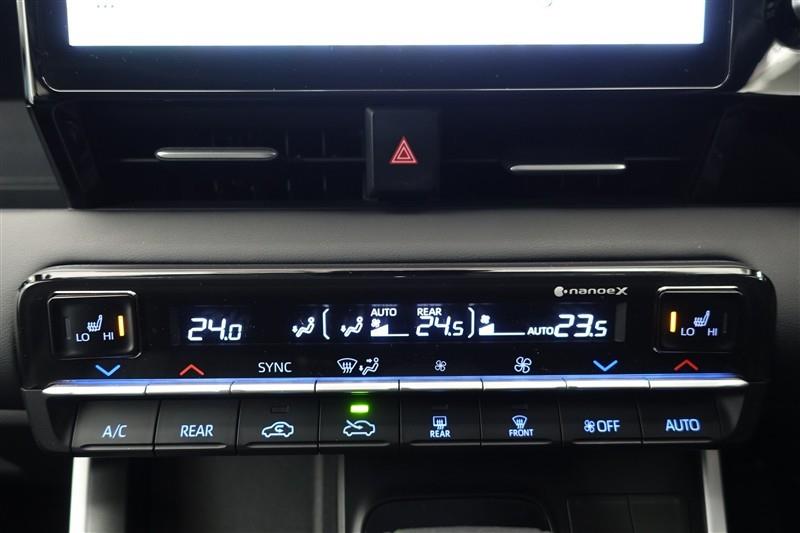 nanoeX
LO HI
24.0
AUTO
REAR
24.5
AUTO 23.5
LO HI
SYNC
A/C
REAR
REAR
FRONT
OFF
AUTO